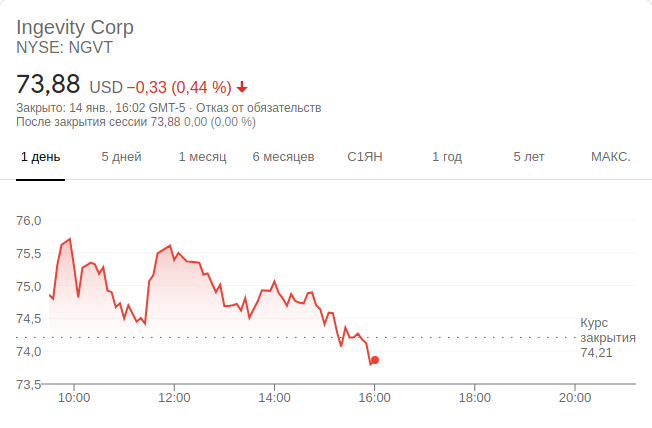 Ingevity Corp
NYSE: NGVT
73,88 USD −0,33 (0,44 %)
Закрыто: 14 янв., 16:02 GMT-5 · Отказ от обязательств
После закрытия сессии 73,88 0,00 (0,00 %)
1 день 5 дней 1 месяц 6 месяцев С1ЯН 1 год 5 лет МАКС.
76,0
75,5
75,0
74,5
Курс
закрытия
74,21
74,0
73,5
10:00 12:00 14:00 16:00 18:00 20:00